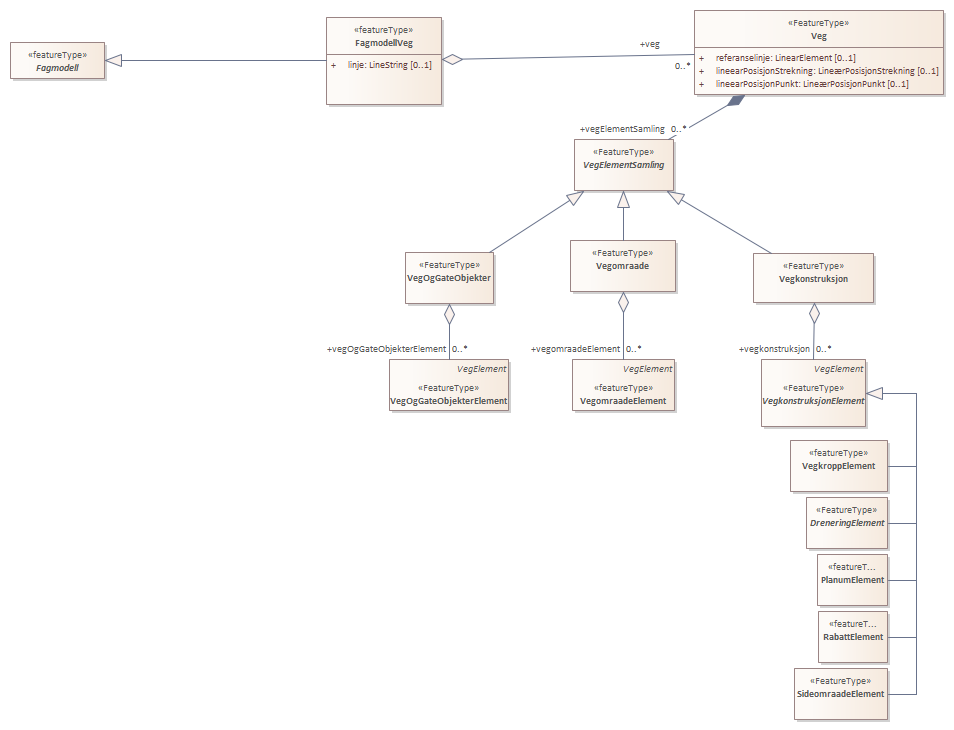 «featureType»
Fagmodell
«featureType»
FagmodellVeg
+ linje: LineString [0..1]
+veg
0..*
«FeatureType»
Veg
+ referanselinje: LinearElement [0..1]
+ lineearPosisjonStrekning: LineærPosisjonStrekning [0..1]
+ lineærPosisjonPunkt: LineærPosisjonPunkt [0..1]
+vegElementSamling 0..*
«FeatureType»
VegElementSamling
«FeatureType»
VegOgGateObjekter
«FeatureType»
Vegomraade
«FeatureType»
Vegkonstruksjon
+vegOgGateObjekterElement 0..*
+vegomraadeElement 0..*
+vegkonstruksjon 0..*
VegElement
«FeatureType»
VegOgGateObjekterElement
VegElement
«featureType»
VegomraadeElement
VegElement
«FeatureType»
VegkonstruksjonElement
«featureType»
VegkroppElement
«FeatureType»
DreneringElement
«featureT...
PlanumElement
«featureT...
RabattElement
«FeatureType»
SideomraadeElement